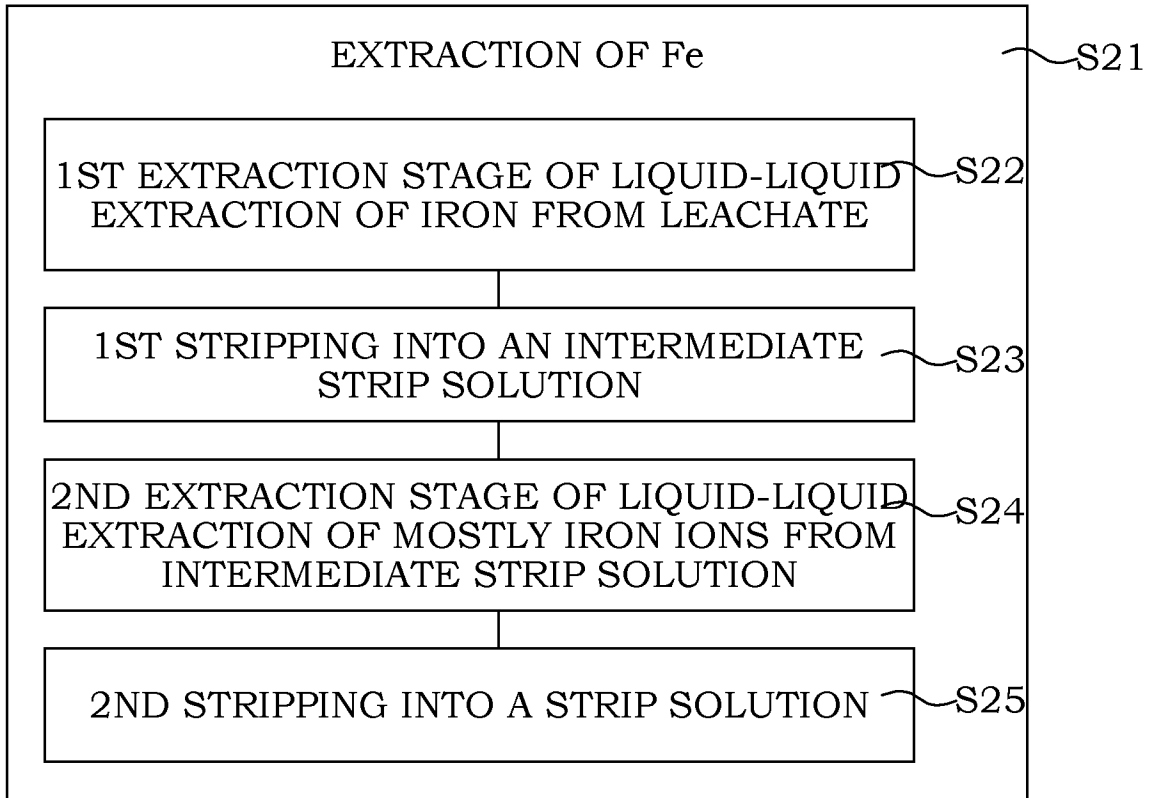 EXTRACTION OF Fe
S21
1ST EXTRACTION STAGE OF LIQUID-LIQUID
EXTRACTION OF IRON FROM LEACHATE
S22
1ST STRIPPING INTO AN INTERMEDIATE
STRIP SOLUTION
S23
2ND EXTRACTION STAGE OF LIQUID-LIQUID
EXTRACTION OF MOSTLY IRON IONS FROM
INTERMEDIATE STRIP SOLUTION
S24
2ND STRIPPING INTO A STRIP SOLUTION
S25